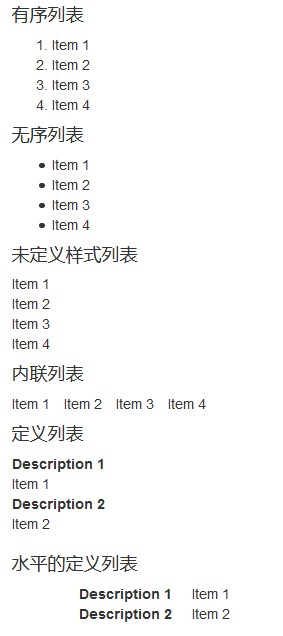 有序列表
1. Item 1
2. Item 2
3. Item 3
4. Item 4
无序列表
• Item 1
• Item 2
• Item 3
• Item 4
未定义样式列表
Item 1
Item 2
Item 3
Item 4
内联列表
Item 1 Item 2 Item 3 Item 4
定义列表
Description 1
Item 1
Description 2
Item 2
水平的定义列表
Description 1 Item 1
Description 2 Item 2